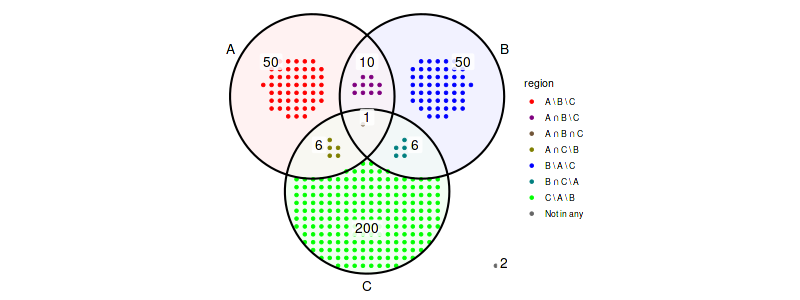 A
B
50
10
50
1
6
6
200
C
2
region
A \ B \ C
A ∩ B \ C
A ∩ B ∩ C
A ∩ C \ B
B \ A \ C
B ∩ C \ A
C \ A \ B
Not in any